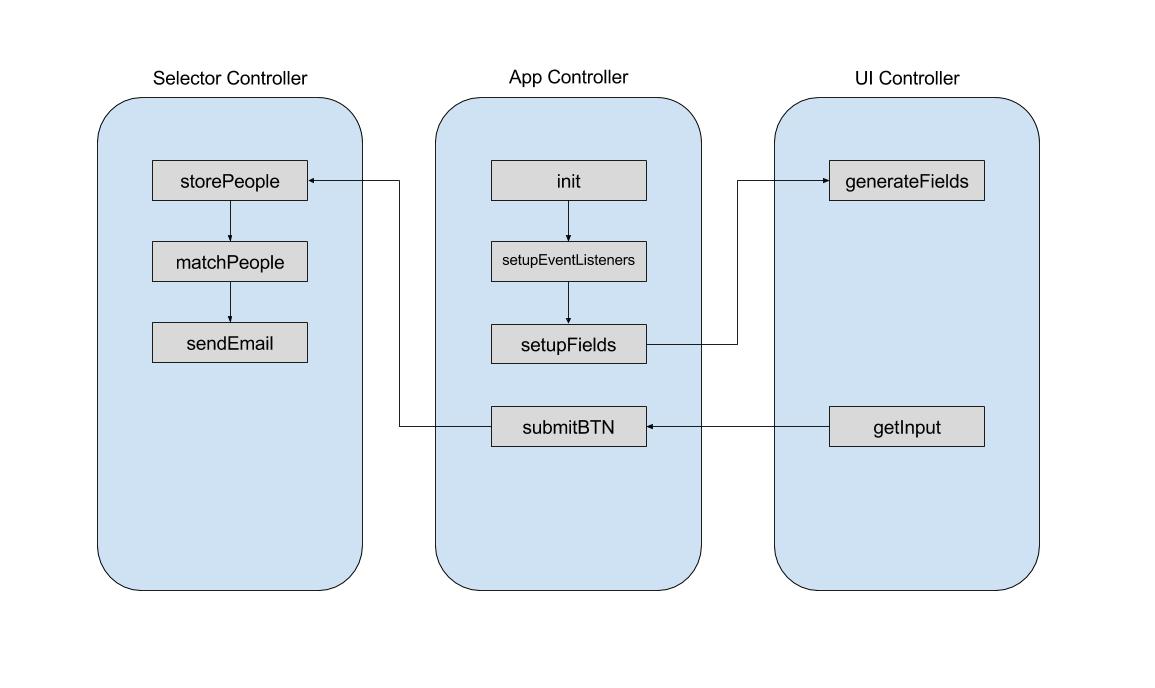 Selector Controller
App Controller
UI Controller
storePeople
init
generateFields
matchPeople
setupEventListeners
sendEmail
setupFields
submitBTN
getInput